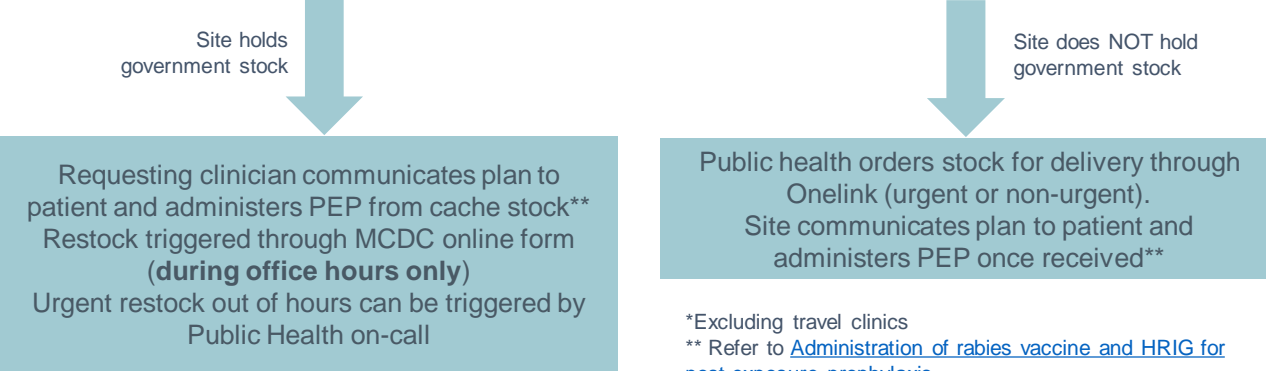 Site holds
government stock
Site does NOT hold
government stock
Requesting clinician communicates plan to
patient and administers PEP from cache stock**
Restock triggered through MCDC online form
(during office hours only)
Urgent restock out of hours can be triggered by
Public Health on-call
Public health orders stock for delivery through
Onelink (urgent or non-urgent).
Site communicates plan to patient and
administers PEP once received**
*Excluding travel clinics
** Refer to Administration of rabies vaccine and HRIG for
post exposure prophylaxis